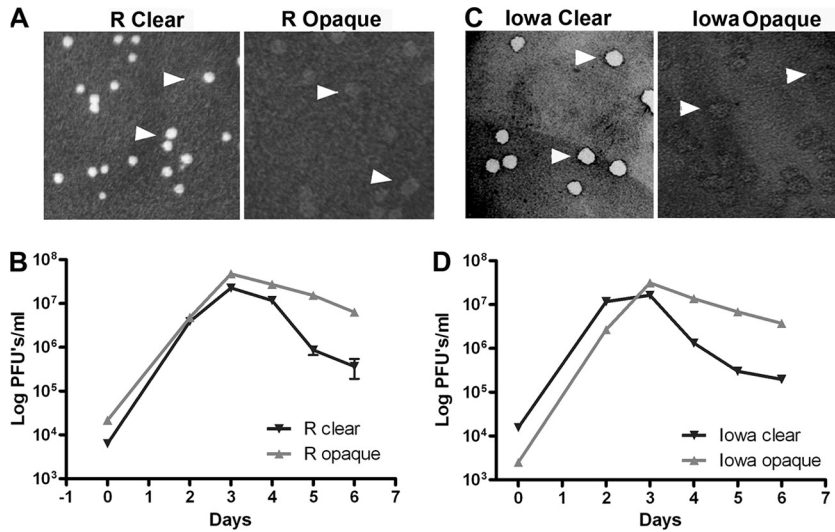 A R Clear R Opaque
C Iowa Clear Iowa Opaque
B
10⁸
10⁷
10⁶
10⁵
10⁴
10³
Log PFU's/ml
R clear
R opaque
-1 0 1 2 3 4 5 6 7
Days
D
10⁸
10⁷
10⁶
10⁵
10⁴
10³
Log PFU's/ml
Iowa clear
Iowa opaque
0 1 2 3 4 5 6 7
Days